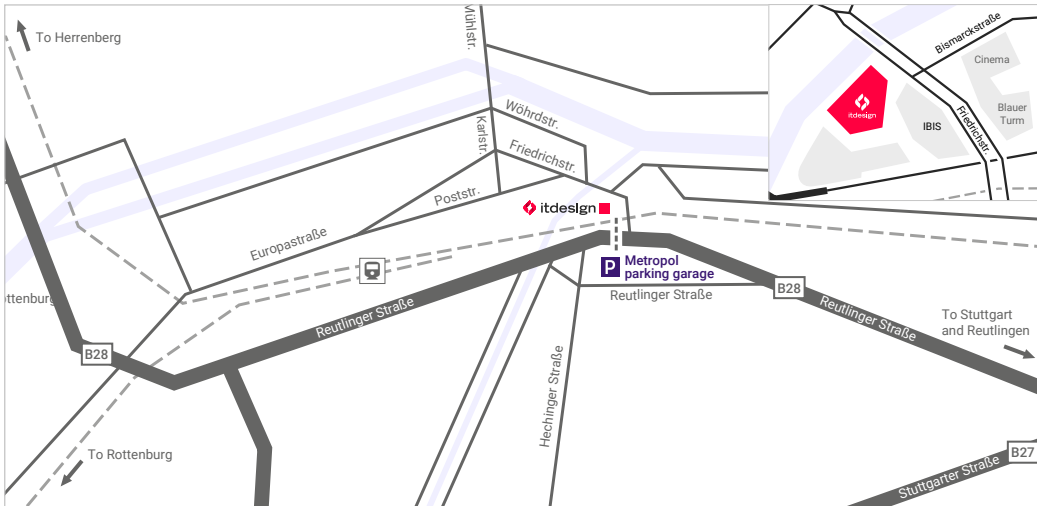 To Herrenberg
Mühlstr.
Bismarckstraße
Cinema
itdesign
Blauer
Turm
IBIS
Friedrichstr.
Wöhrdstr.
Karlstr.
Friedrichstr.
Poststr.
itdesign
Europastraße
P
Metropol
parking garage
Reutlinger Straße
B28
Reutlinger Straße
Reutlinger Straße
To Stuttgart
and Reutlingen
B28
Hechinger Straße
To Rottenburg
B27
Stuttgarter Straße